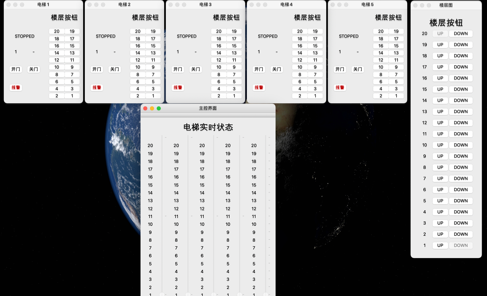 电梯 1
楼层按钮
STOPPED
20 19
18 17
16 15
1 - 14 13
12 11
开门 关门 10 9
8 7
6 5
报警 4 3
2 1
电梯 2
楼层按钮
STOPPED
20 19
18 17
16 15
1 - 14 13
12 11
开门 关门 10 9
8 7
6 5
报警 4 3
2 1
电梯 3
楼层按钮
STOPPED
20 19
18 17
16 15
1 - 14 13
12 11
开门 关门 10 9
8 7
6 5
报警 4 3
2 1
电梯 4
楼层按钮
STOPPED
20 19
18 17
16 15
1 - 14 13
12 11
开门 关门 10 9
8 7
6 5
报警 4 3
2 1
电梯 5
楼层按钮
STOPPED
20 19
18 17
16 15
1 - 14 13
12 11
开门 关门 10 9
8 7
6 5
报警 4 3
2 1
楼层图
楼层按钮
20 UP DOWN
19 UP DOWN
18 UP DOWN
17 UP DOWN
16 UP DOWN
15 UP DOWN
14 UP DOWN
13 UP DOWN
12 UP DOWN
11 UP DOWN
10 UP DOWN
9 UP DOWN
8 UP DOWN
7 UP DOWN
6 UP DOWN
5 UP DOWN
4 UP DOWN
3 UP DOWN
2 UP DOWN
1 UP DOWN
电梯实时状态
20 20 20 20 20
19 19 19 19 19
18 18 18 18 18
17 17 17 17 17
16 16 16 16 16
15 15 15 15 15
14 14 14 14 14
13 13 13 13 13
12 12 12 12 12
11 11 11 11 11
10 10 10 10 10
9 9 9 9 9
8 8 8 8 8
7 7 7 7 7
6 6 6 6 6
5 5 5 5 5
4 4 4 4 4
3 3 3 3 3
2 2 2 2 2
1 1 1 1 1